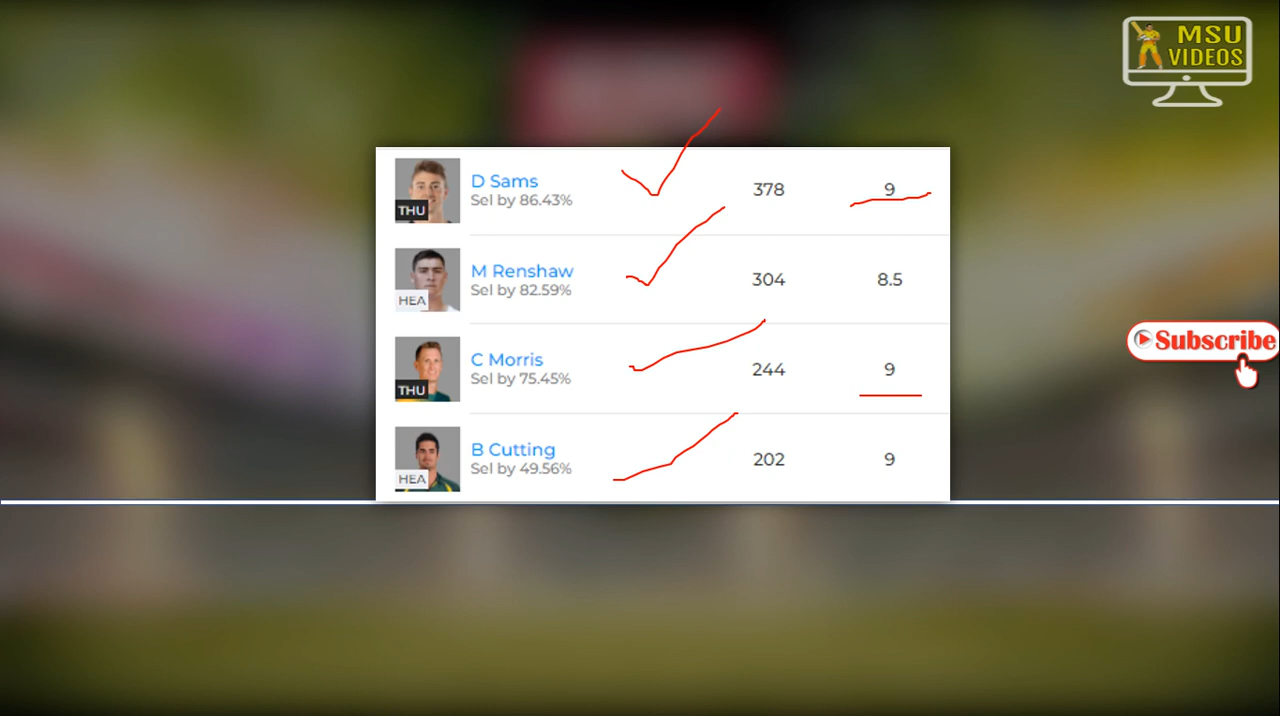 MSU
VIDEOS
D Sams
Sel by 86.43%
THU
378
9
M Renshaw
Sel by 82.59%
HEA
304
8.5
Subscribe
C Morris
Sel by 75.45%
THU
244
9
B Cutting
Sel by 49.56%
HEA
202
9